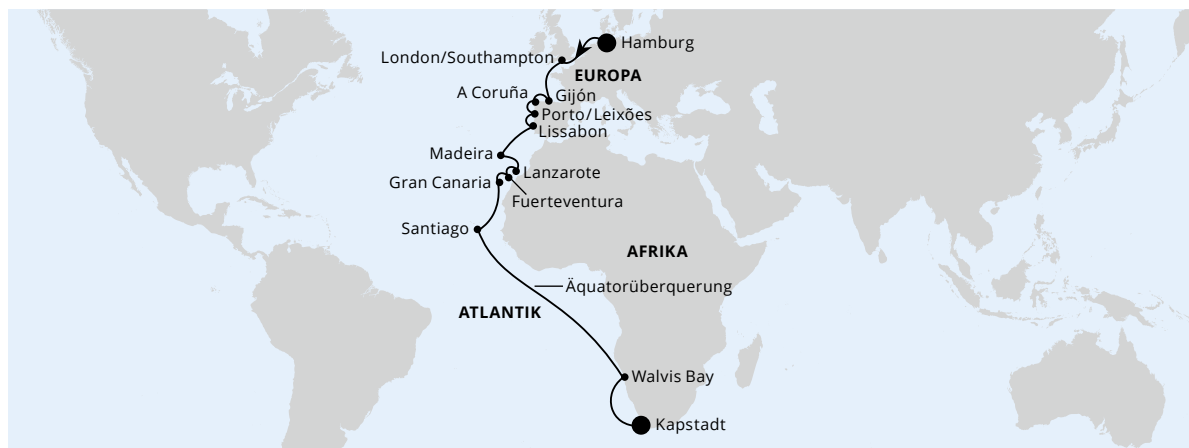 Hamburg
London/Southampton
EUROPA
A Coruña
Gijón
Porto/Leixões
Lissabon
Madeira
Lanzarote
Gran Canaria
Fuerteventura
Santiago
AFRIKA
Äquatorüberquerung
ATLANTIK
Walvis Bay
Kapstadt